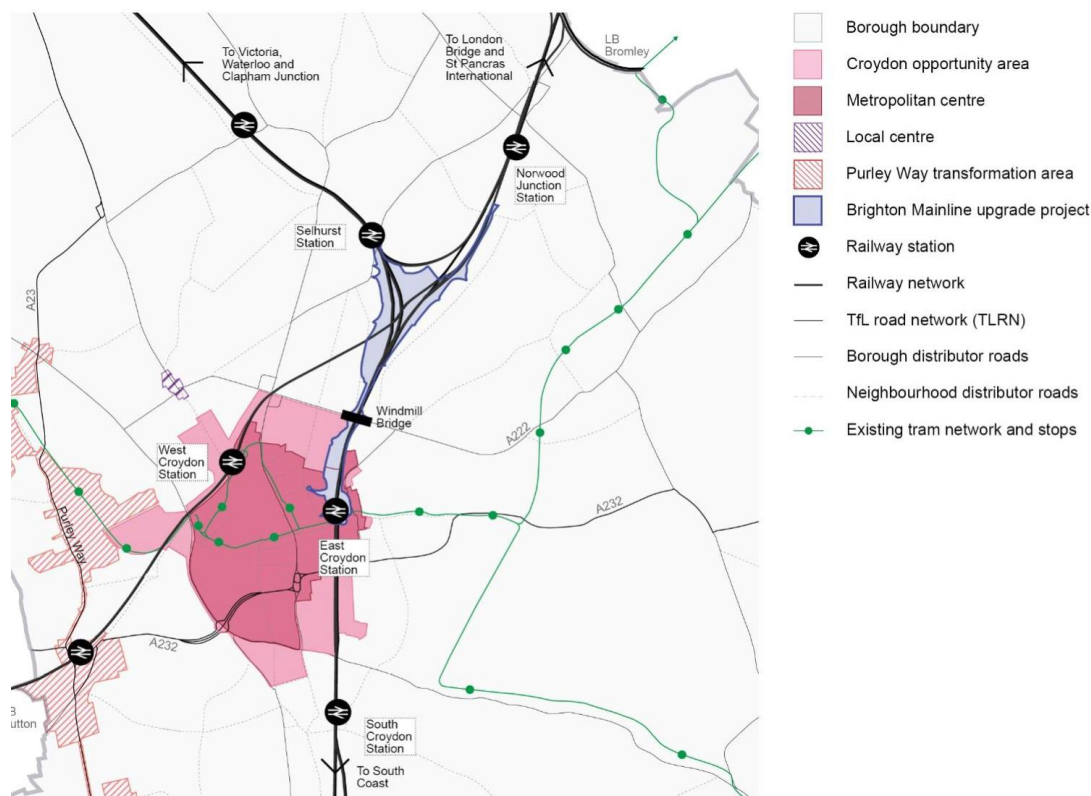 To Victoria,
Waterloo and
Clapham Junction
To London
Bridge and
St Pancras
International
LB
Bromley
Norwood
Junction
Station
Selhurst
Station
A23
Windmill
Bridge
A222
West
Croydon
Station
Purley Way
A232
East
Croydon
Station
A232
B
utton
South
Croydon
Station
To South
Coast
Borough boundary
Croydon opportunity area
Metropolitan centre
Local centre
Purley Way transformation area
Brighton Mainline upgrade project
Railway station
Railway network
TfL road network (TLRN)
Borough distributor roads
Neighbourhood distributor roads
Existing tram network and stops